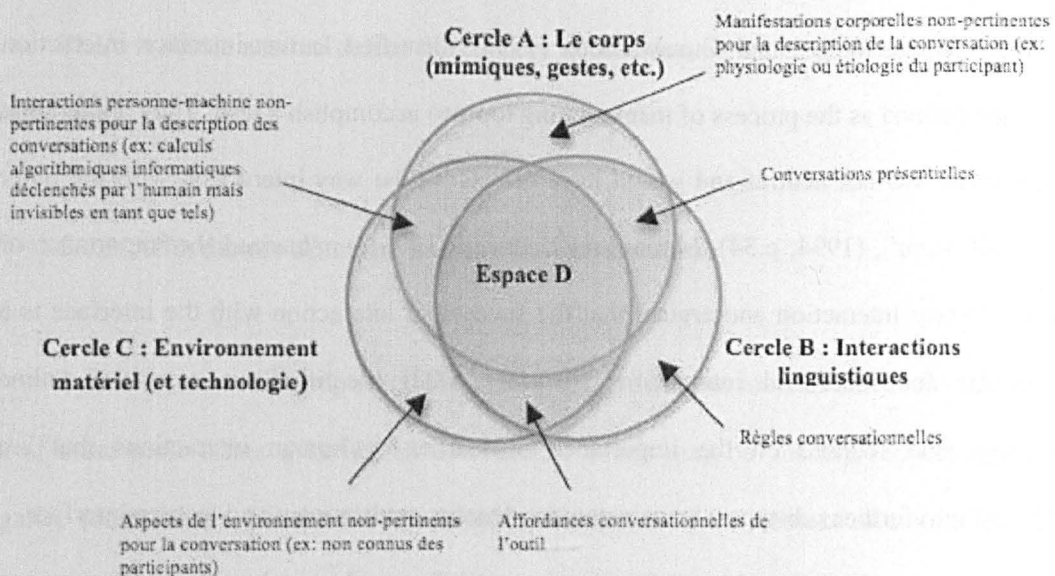 Cercle A : Le corps
(mimiques, gestes, etc.)
Manifestations corporelles non-pertinentes
pour la description de la conversation (ex:
physiologie ou étiologie du participant)
Interactions personne-machine non-
pertinentes pour la description des
conversations (ex: calculs
algorithmiques informatiques
déclenchés par l'humain mais
invisibles en tant que tels)
Conversations présentielles
Espace D
Cercle C : Environnement
matériel (et technologie)
Cercle B : Interactions
linguistiques
Règles conversationnelles
Aspects de l'environnement non-pertinents
pour la conversation (ex: non connus des
participants)
Affordances conversationnelles de
l'outil